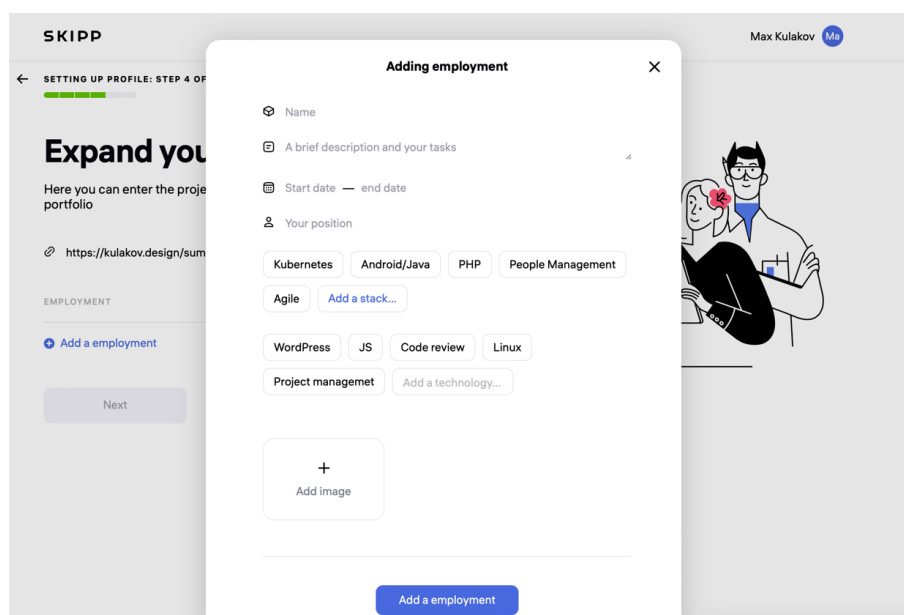 SKIPP
Max Kulakov Ma
Adding employment
SETTING UP PROFILE: STEP 4 OF
Name
Expand you
A brief description and your tasks
Here you can enter the proje
portfolio
Start date — end date
Your position
https://kulakov.design/sum
Kubernetes Android/Java PHP People Management
Agile Add a stack...
EMPLOYMENT
Add a employment
WordPress JS Code review Linux
Project managemet Add a technology...
Next
Add image
Add a employment